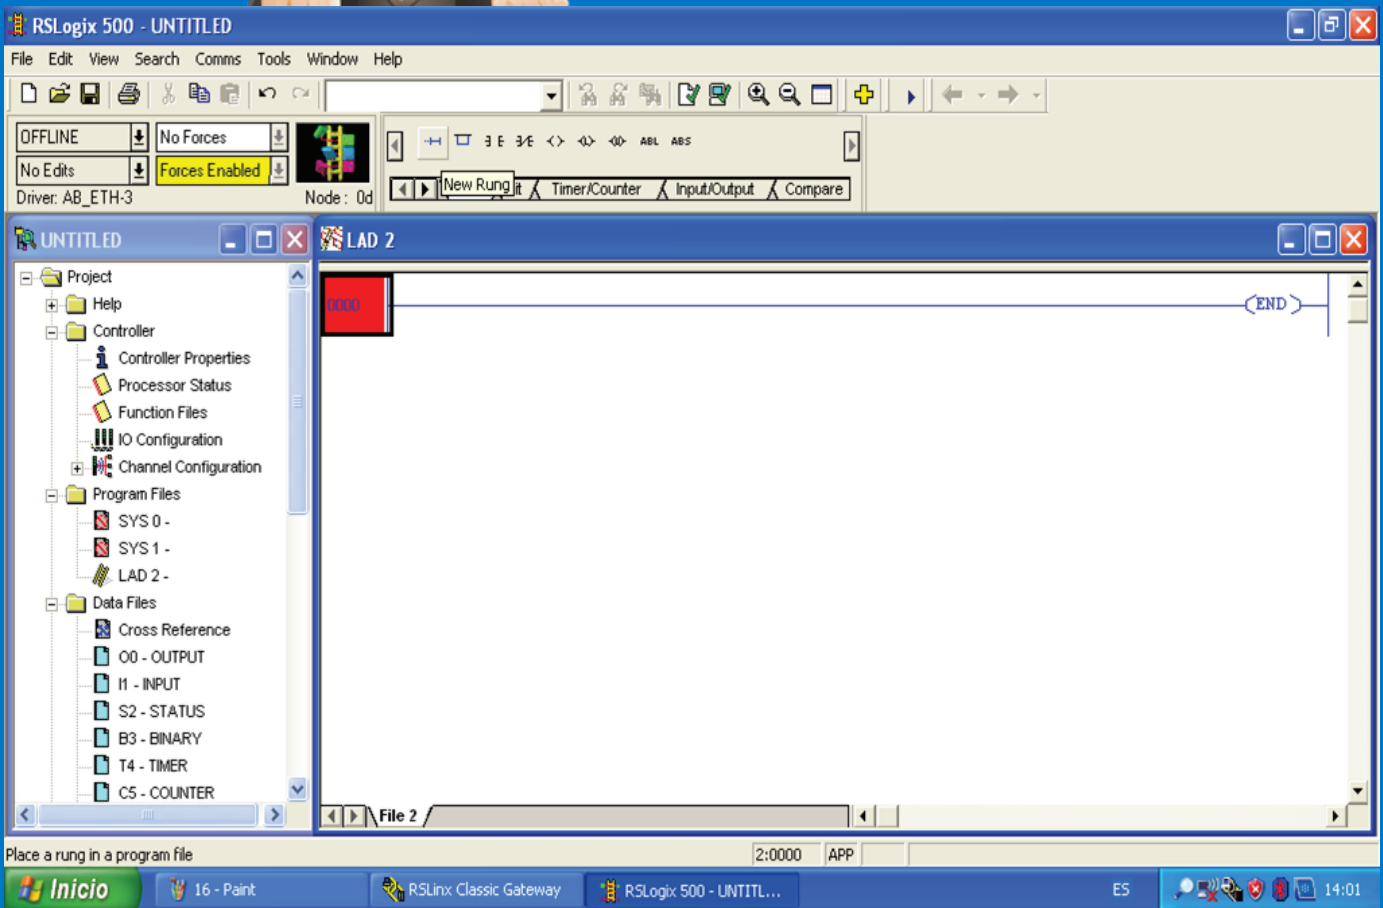 RSLogix 500 - UNTITLED
File Edit View Search Comms Tools Window Help
OFFLINE No Forces
No Edits Forces Enabled
Driver: AB_ETH-3 Node : 0d
ABL ABS
New Rung it Timer/Counter Input/Output Compare
UNTITLED
LAD 2
Project
Help
Controller
Controller Properties
Processor Status
Function Files
IO Configuration
Channel Configuration
Program Files
SYS 0 -
SYS 1 -
LAD 2 -
Data Files
Cross Reference
O0 - OUTPUT
I1 - INPUT
S2 - STATUS
B3 - BINARY
T4 - TIMER
C5 - COUNTER
0000
END
File 2
Place a rung in a program file 2:0000 APP
Inicio 16 - Paint RSLinx Classic Gateway RSLogix 500 - UNTITL... ES 14:01